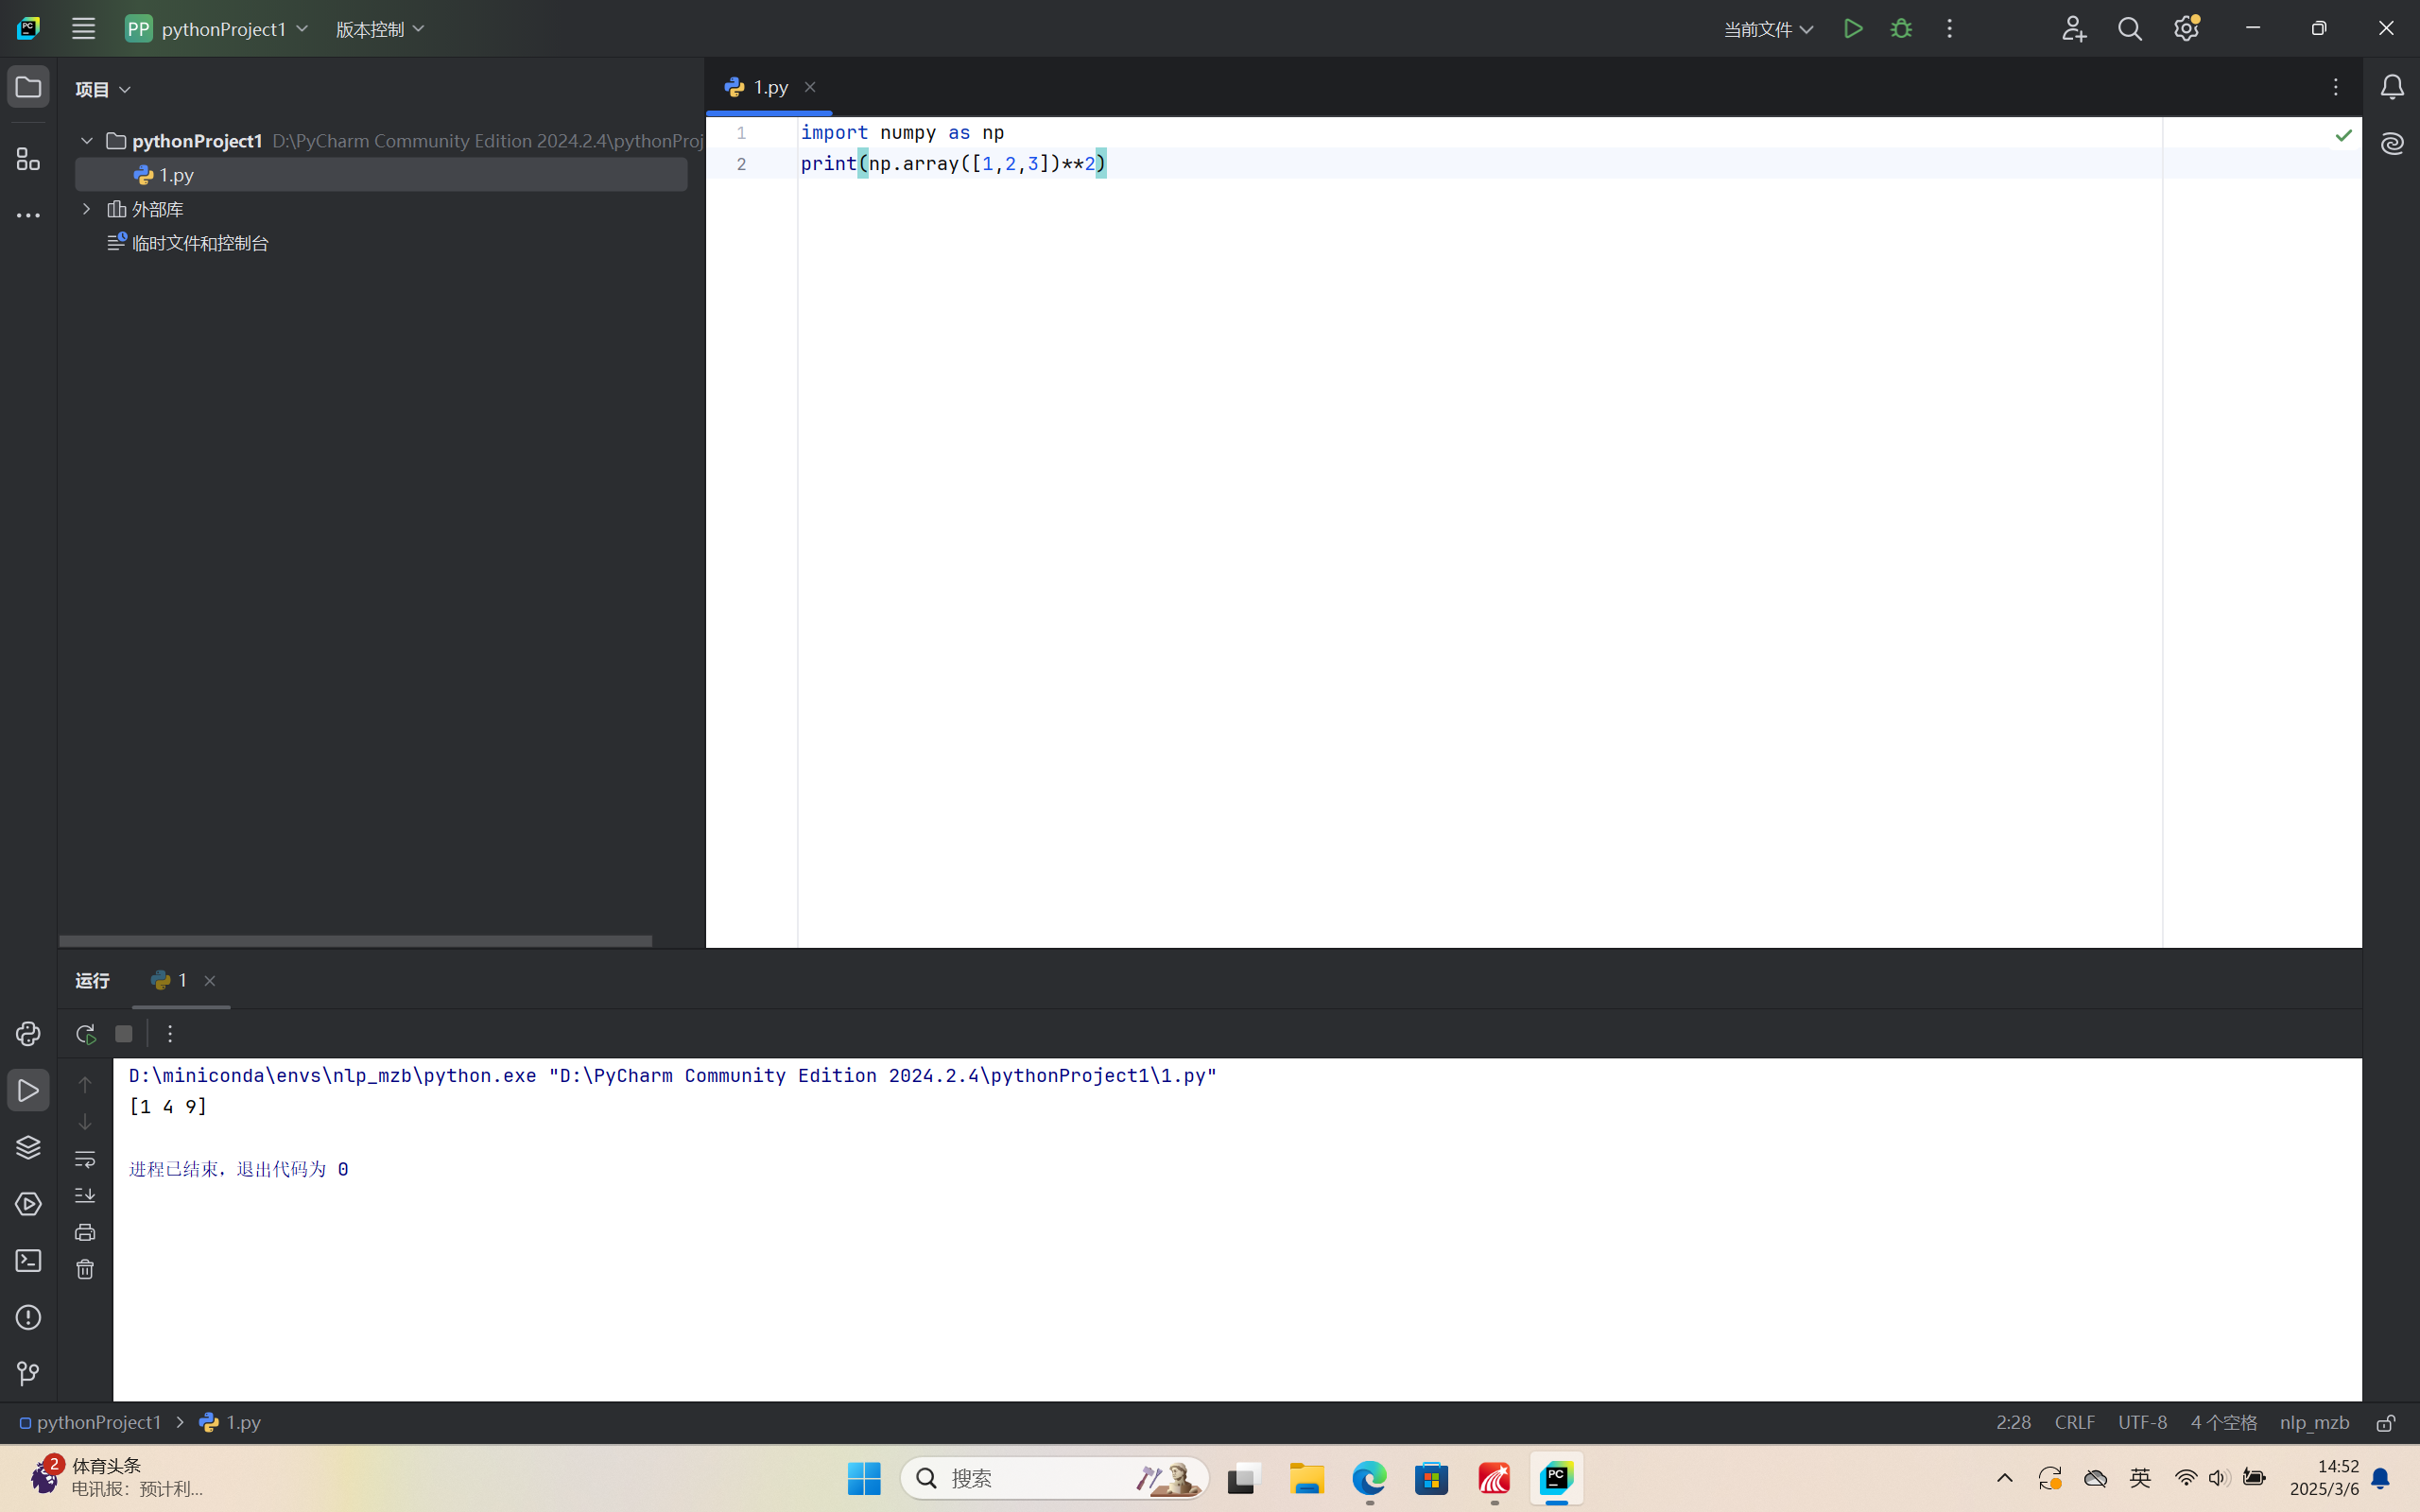 PC
PP pythonProject1 版本控制
当前文件
项目
1.py
pythonProject1 D:\PyCharm Community Edition 2024.2.4\pythonProj
1.py
外部库
临时文件和控制台
1 import numpy as np
2 print(np.array([1,2,3])**2)
运行 1
D:\miniconda\envs\nlp_mzb\python.exe "D:\PyCharm Community Edition 2024.2.4\pythonProject1\1.py"
[1 4 9]
进程已结束，退出代码为 0
pythonProject1 1.py
2:28 CRLF UTF-8 4 个空格 nlp_mzb
2
体育头条
电讯报：预计利...
搜索
PC
英
14:52
2025/3/6